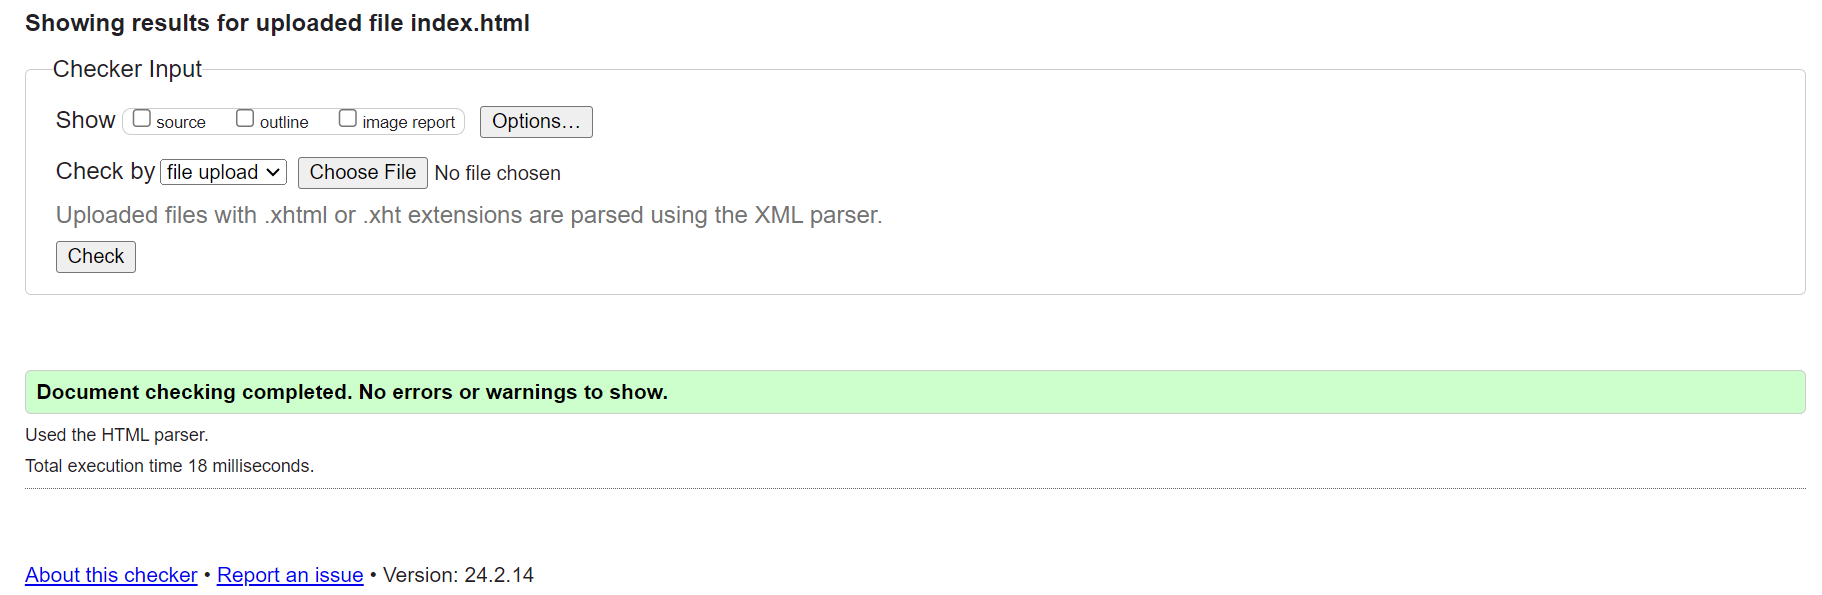 Showing results for uploaded file index.html
Checker Input
Show source outline image report Options...
Check by file upload Choose File No file chosen
Uploaded files with .xhtml or .xht extensions are parsed using the XML parser.
Check
Document checking completed. No errors or warnings to show.
Used the HTML parser.
Total execution time 18 milliseconds.
About this checker • Report an issue • Version: 24.2.14